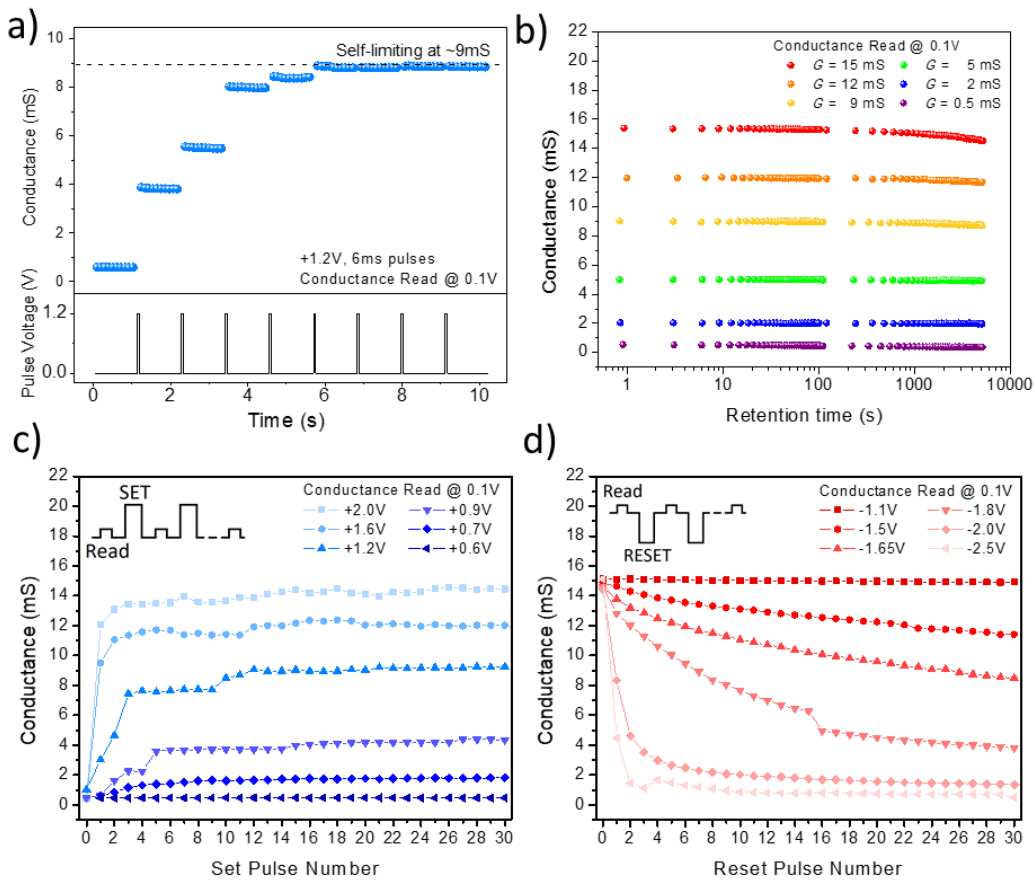 a)
Conductance (mS)
10
8
6
4
2
0
Self-limiting at ~9mS
+1.2V, 6ms pulses
Conductance Read @ 0.1V
Pulse Voltage (V)
1.2
0.0
0 2 4 6 8 10
Time (s)
b)
Conductance (mS)
22
20
18
16
14
12
10
8
6
4
2
0
Conductance Read @ 0.1V
G = 15 mS G = 5 mS
G = 12 mS G = 2 mS
G = 9 mS G = 0.5 mS
1 10 100 1000 10000
Retention time (s)
c)
Conductance (mS)
22
20
18
16
14
12
10
8
6
4
2
0
SET
Read
Conductance Read @ 0.1V
+2.0V +0.9V
+1.6V +0.7V
+1.2V +0.6V
0 2 4 6 8 10 12 14 16 18 20 22 24 26 28 30
Set Pulse Number
d)
Conductance (mS)
22
20
18
16
14
12
10
8
6
4
2
0
Read
RESET
Conductance Read @ 0.1V
-1.1V -1.8V
-1.5V -2.0V
-1.65V -2.5V
0 2 4 6 8 10 12 14 16 18 20 22 24 26 28 30
Reset Pulse Number